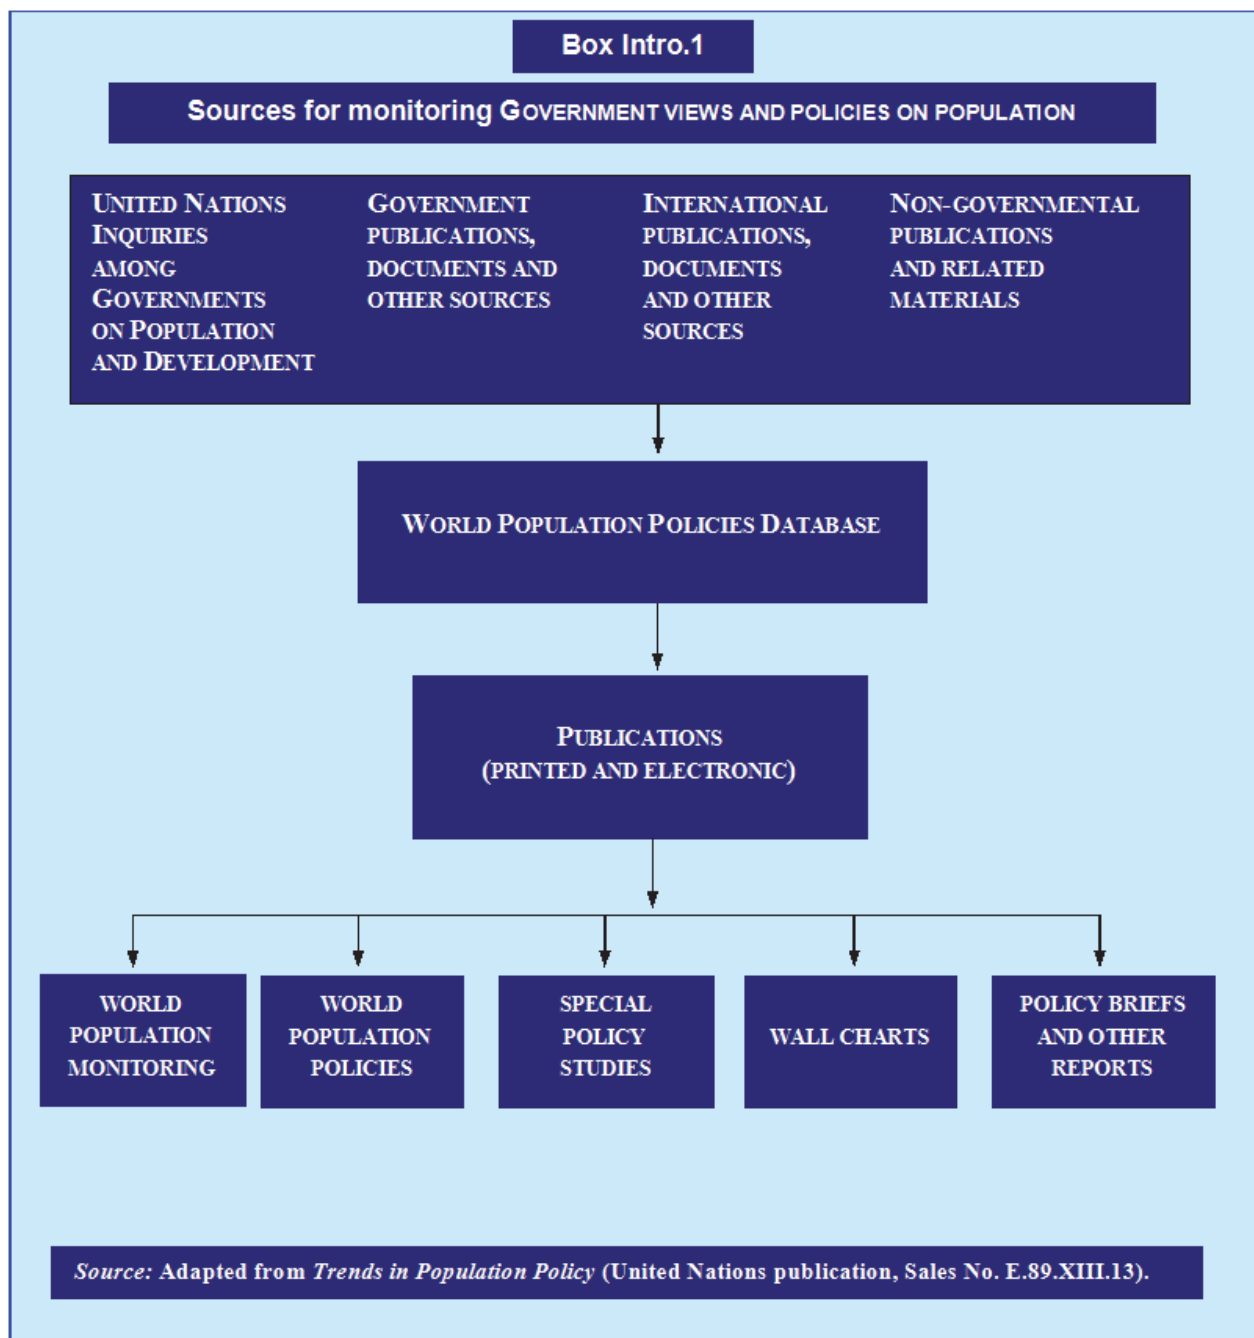 Box Intro.1
Sources for monitoring GOVERNMENT VIEWS AND POLICIES ON POPULATION
UNITED NATIONS
INQUIRIES
AMONG
GOVERNMENTS
ON POPULATION
AND DEVELOPMENT
GOVERNMENT
PUBLICATIONS,
DOCUMENTS AND
OTHER SOURCES
INTERNATIONAL
PUBLICATIONS,
DOCUMENTS
AND OTHER
SOURCES
NON-GOVERNMENTAL
PUBLICATIONS
AND RELATED
MATERIALS
WORLD POPULATION POLICIES DATABASE
PUBLICATIONS
(PRINTED AND ELECTRONIC)
WORLD
POPULATION
MONITORING
WORLD
POPULATION
POLICIES
SPECIAL
POLICY
STUDIES
WALL CHARTS
POLICY BRIEFS
AND OTHER
REPORTS
Source: Adapted from Trends in Population Policy (United Nations publication, Sales No. E.89.XIII.13).